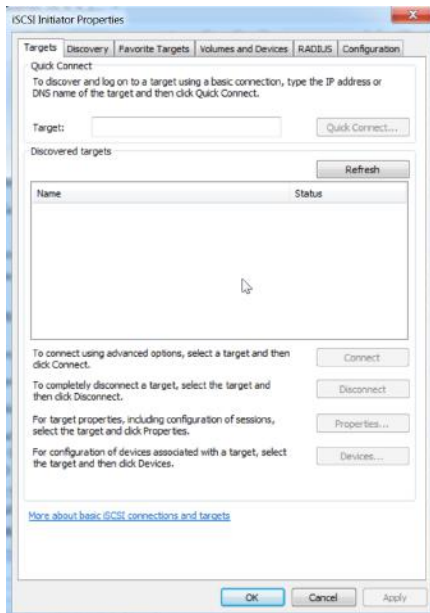 iSCSI Initiator Properties
Targets Discovery Favorite Targets Volumes and Devices RADIUS Configuration
Quick Connect
To discover and log on to a target using a basic connection, type the IP address or
DNS name of the target and then click Quick Connect.
Target: Quick Connect...
Discovered targets
Refresh
Name Status
To connect using advanced options, select a target and then
click Connect.
Connect
To completely disconnect a target, select the target and
then click Disconnect.
Disconnect
For target properties, including configuration of sessions,
select the target and click Properties.
Properties...
For configuration of devices associated with a target, select
the target and then click Devices.
Devices...
More about basic iSCSI connections and targets
OK Cancel Apply